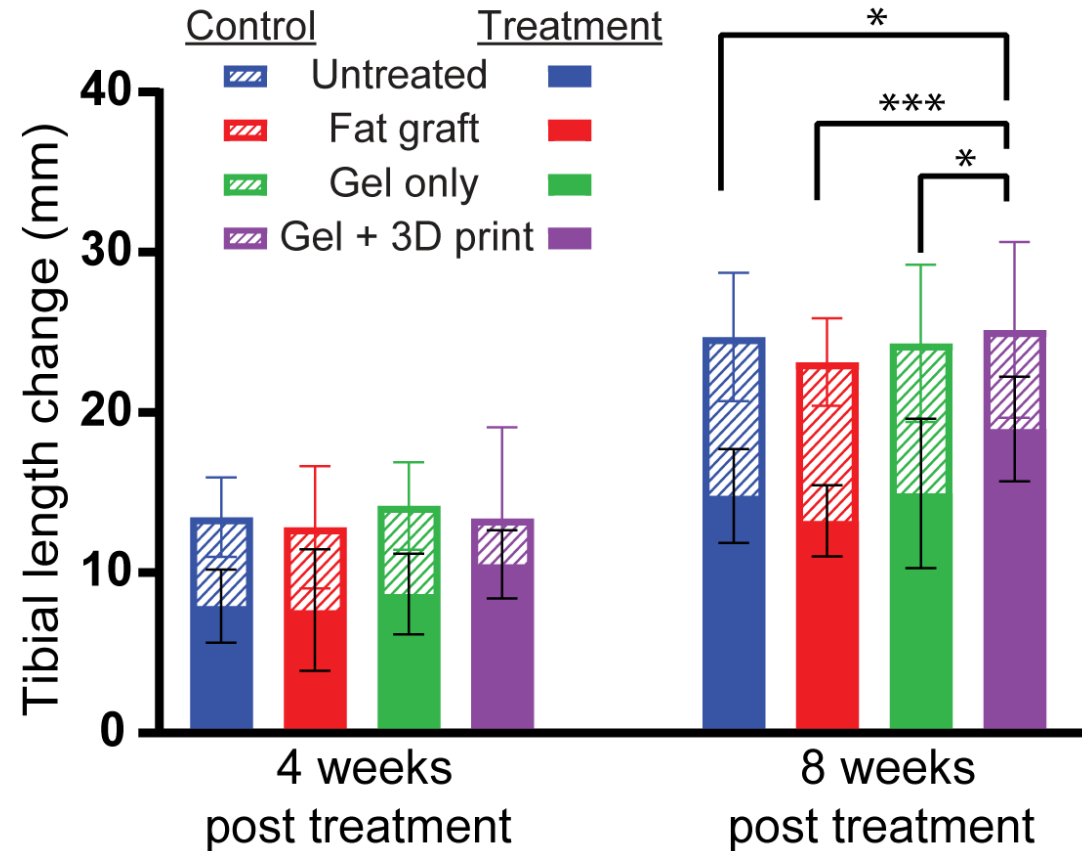 Control Treatment
Untreated
Fat graft
Gel only
Gel + 3D print
*
***
*
Tibial length change (mm)
40
30
20
10
0
4 weeks
post treatment
8 weeks
post treatment